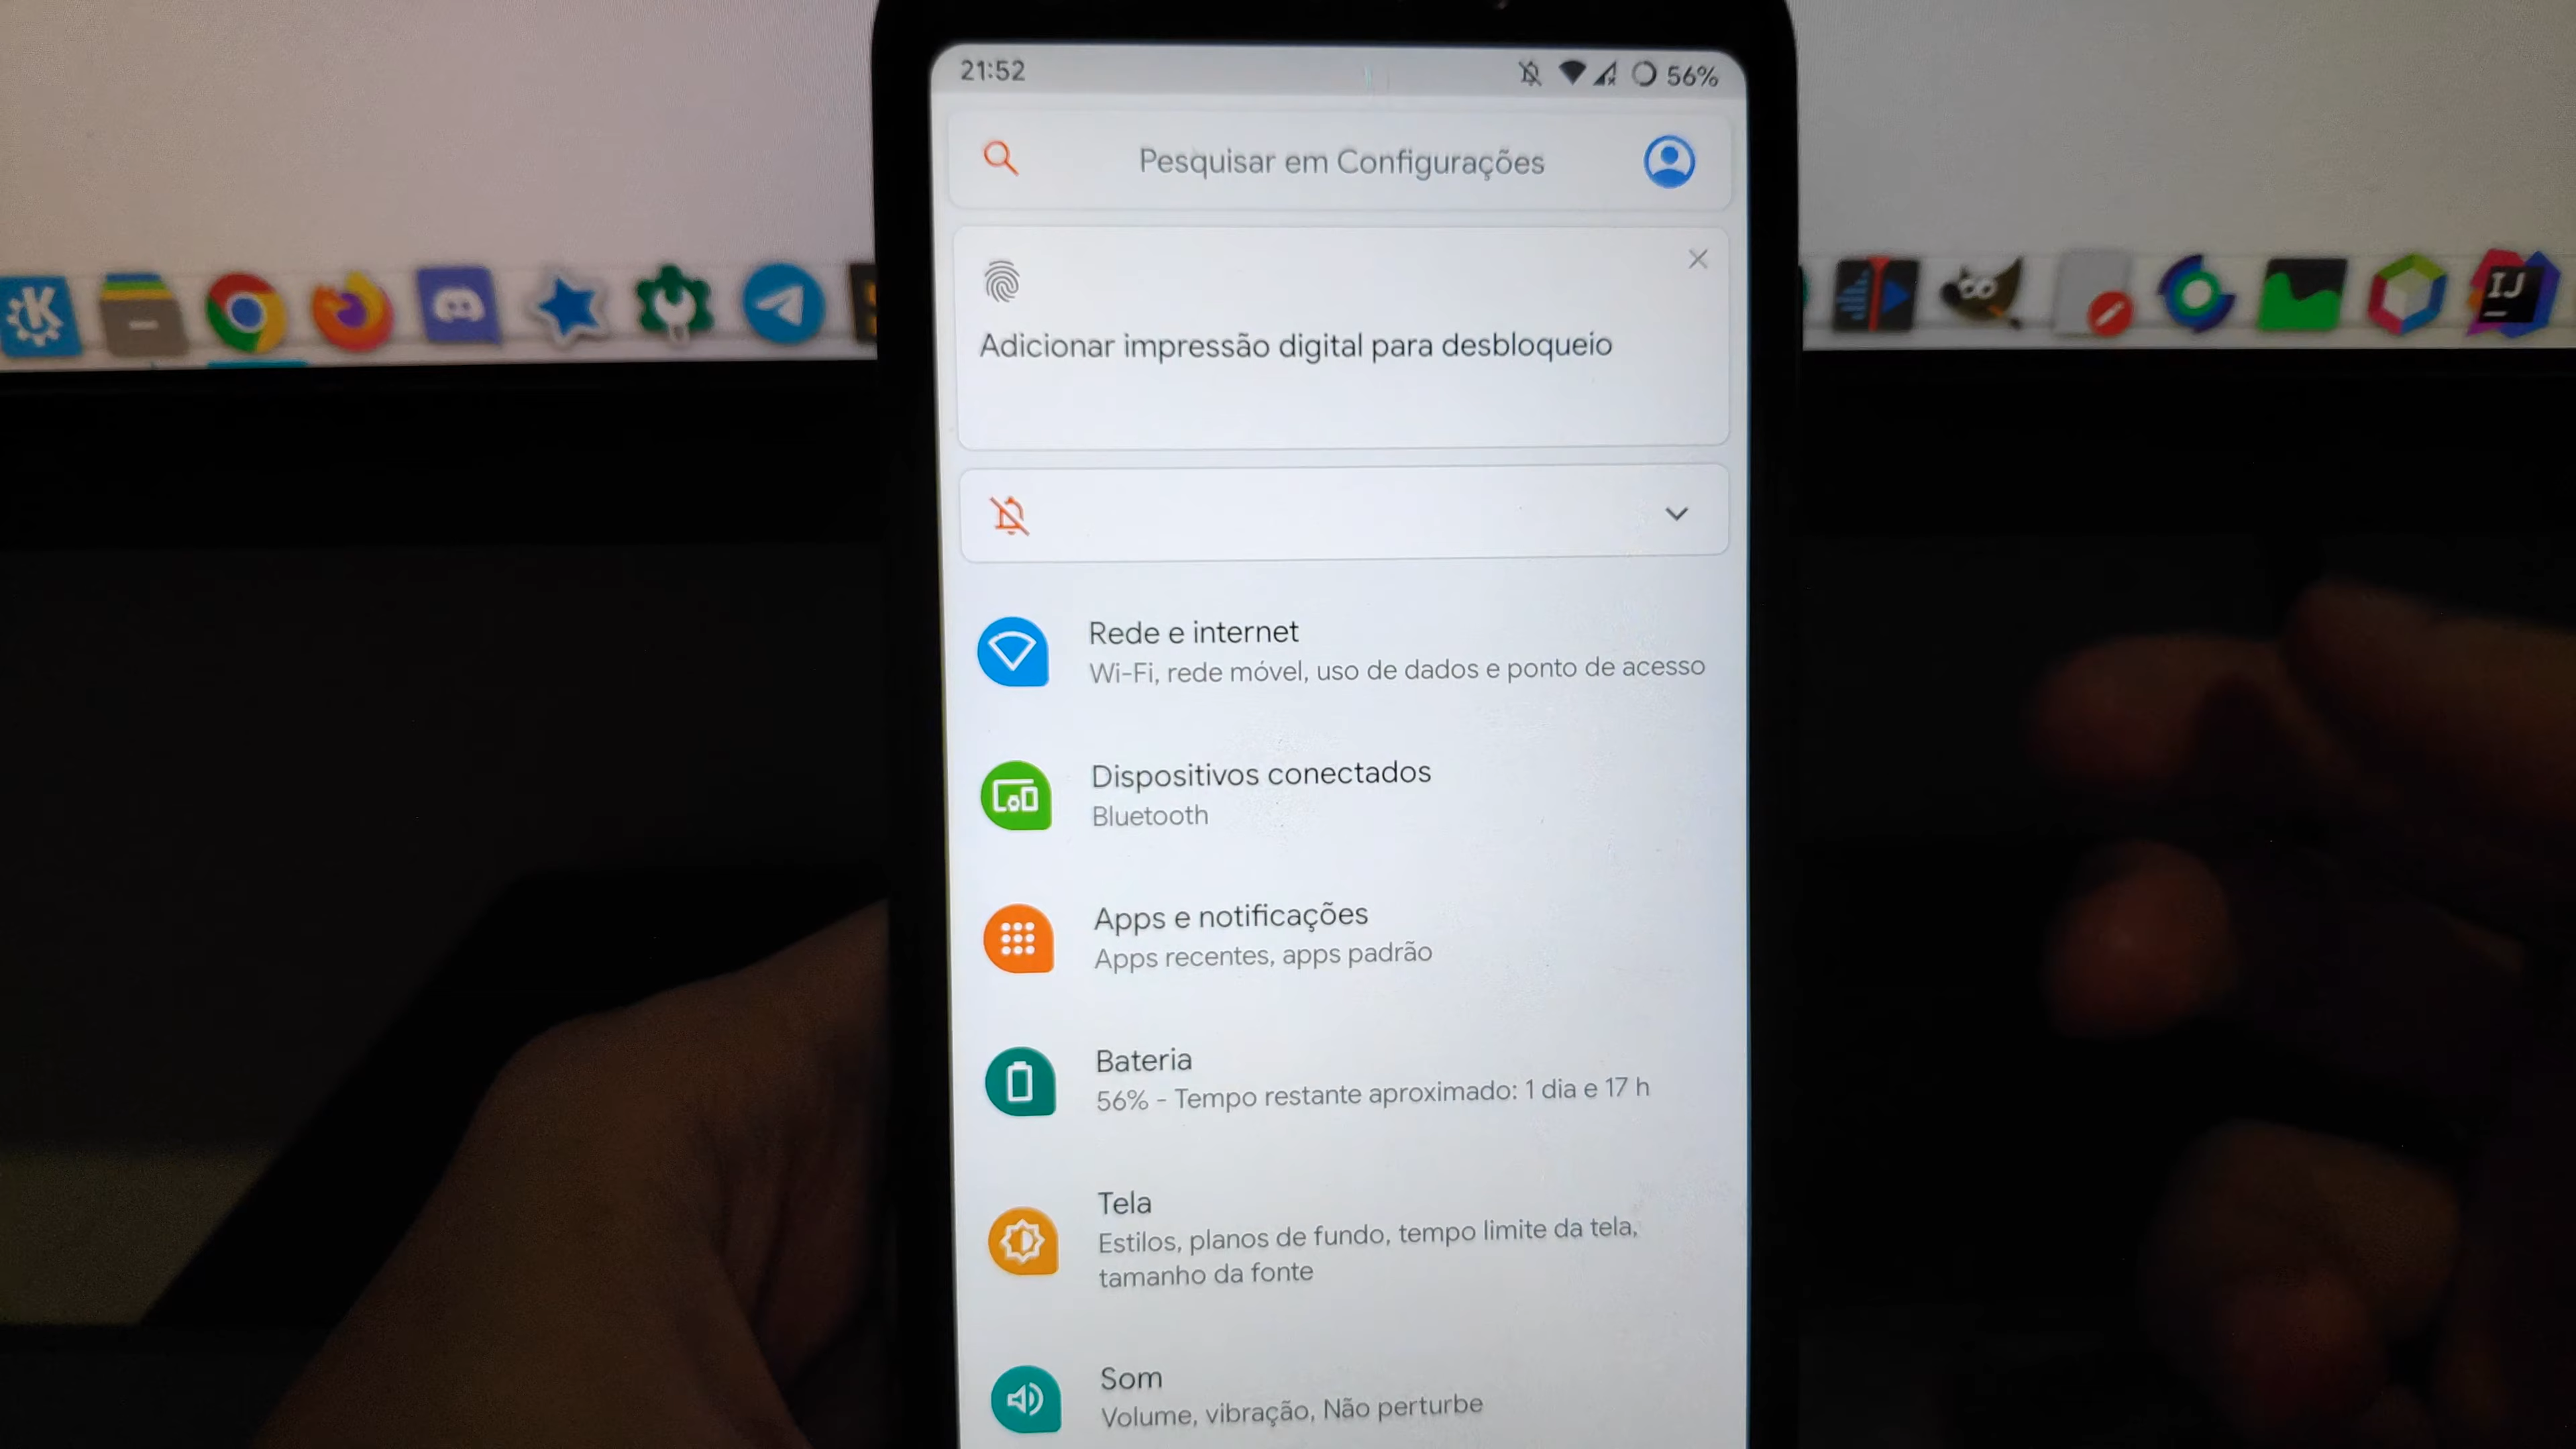 21:52
56%
Pesquisar em Configurações
Adicionar impressão digital para desbloqueio
Rede e internet
Wi-Fi, rede móvel, uso de dados e ponto de acesso
Dispositivos conectados
Bluetooth
Apps e notificações
Apps recentes, apps padrão
Bateria
56% - Tempo restante aproximado: 1 dia e 17 h
Tela
Estilos, planos de fundo, tempo limite da tela,
tamanho da fonte
Som
Volume, vibração, Não perturbe
K
IJ